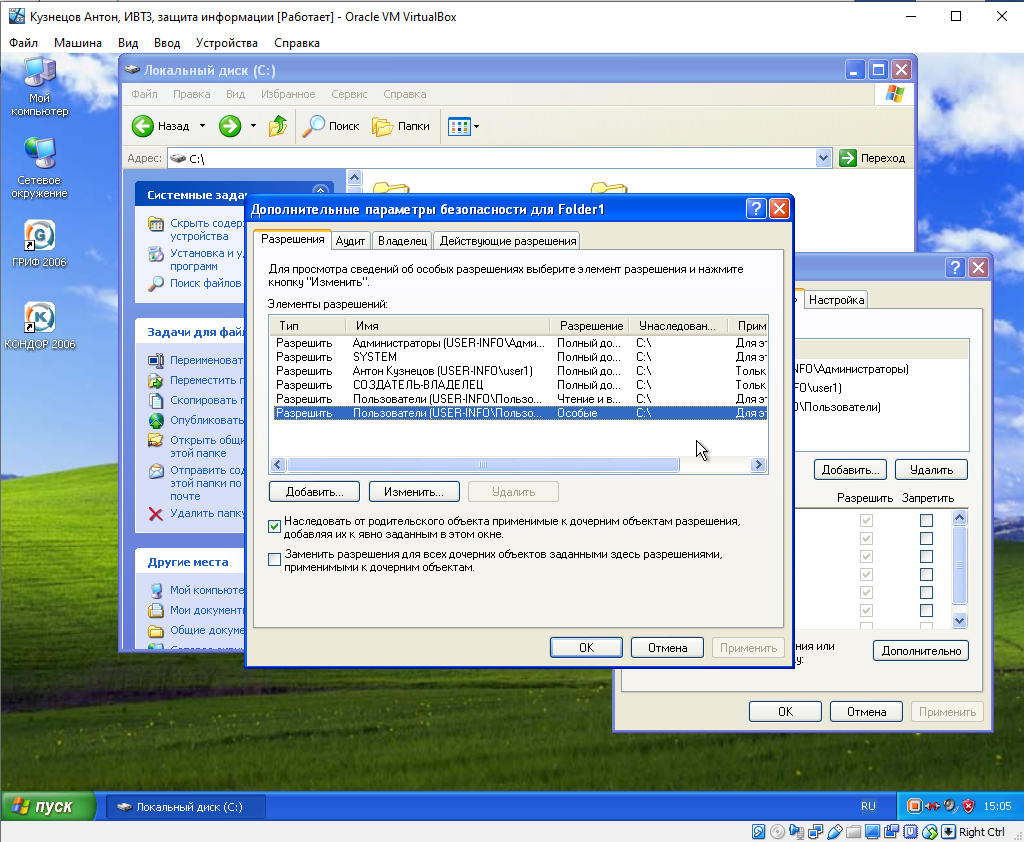 Кузнецов Антон, ИВТЗ, защита информации [Работает] - Oracle VM VirtualBox
Файл Машина Вид Ввод Устройства Справка
Мой компьютер
Сетевое окружение
ГРИФ 2006
КОНДОР 2006
Локальный диск (C:)
Файл Правка Вид Избранное Сервис Справка
Назад Поиск Папки
Адрес: C:\ Переход
Системные зада
Скрыть содер
устройства
Установка и у
программ
Поиск файлов
Задачи для фай
Переименоват
Переместить п
Скопировать п
Опубликовать
Открыть общи
этой папке
Отправить сод
этой папки по
почте
Удалить папку
Другие места
Мой компьюте
Мои документ
Общие докуме
Дополнительные параметры безопасности для Folder1
Разрешения Аудит Владелец Действующие разрешения
Для просмотра сведений об особых разрешениях выберите элемент разрешения и нажмите
кнопку "Изменить".
Элементы разрешений:
Тип Имя Разрешение Унаследован... Прим
Разрешить Администраторы (USER-INFO\Адми... Полный до... C:\ Для эт
Разрешить SYSTEM Полный до... C:\ Для эт
Разрешить Антон Кузнецов (USER-INFO\user1) Полный до... C:\ Тольк
Разрешить СОЗДАТЕЛЬ-ВЛАДЕЛЕЦ Полный до... C:\ Тольк
Разрешить Пользователи (USER-INFO\Пользо... Чтение и в... C:\ Для эт
Разрешить Пользователи (USER-INFO\Пользо... Особые C:\ Для эт
Добавить... Изменить... Удалить
Наследовать от родительского объекта применимые к дочерним объектам разрешения,
добавляя их к явно заданным в этом окне.
Заменить разрешения для всех дочерних объектов заданными здесь разрешениями,
применимыми к дочерним объектам.
OK Отмена Применить
Настройка
NFO\Администраторы)
FO\user1)
O\Пользователи)
Добавить... Удалить
Разрешить Запретить
ния или
у:
Дополнительно
OK Отмена Применить
пуск Локальный диск (C:) RU 15:05
Right Ctrl